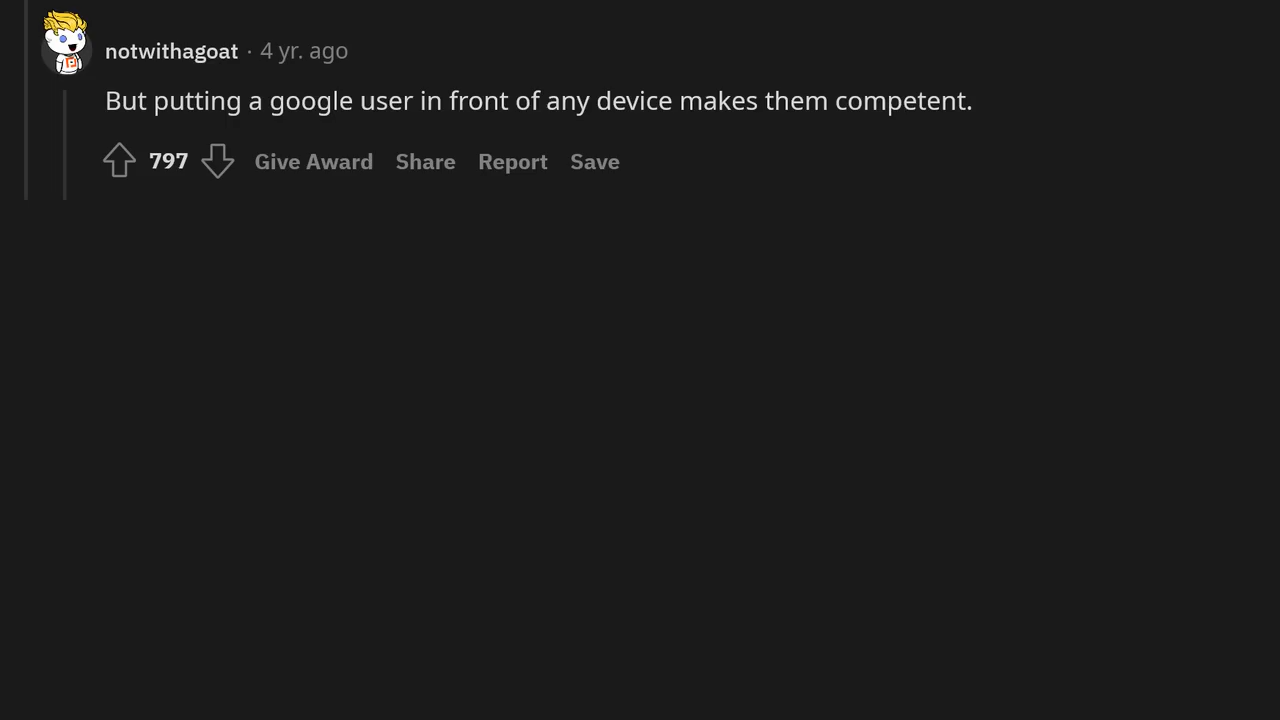 notwithagoat · 4 yr. ago
But putting a google user in front of any device makes them competent.
797 Give Award Share Report Save